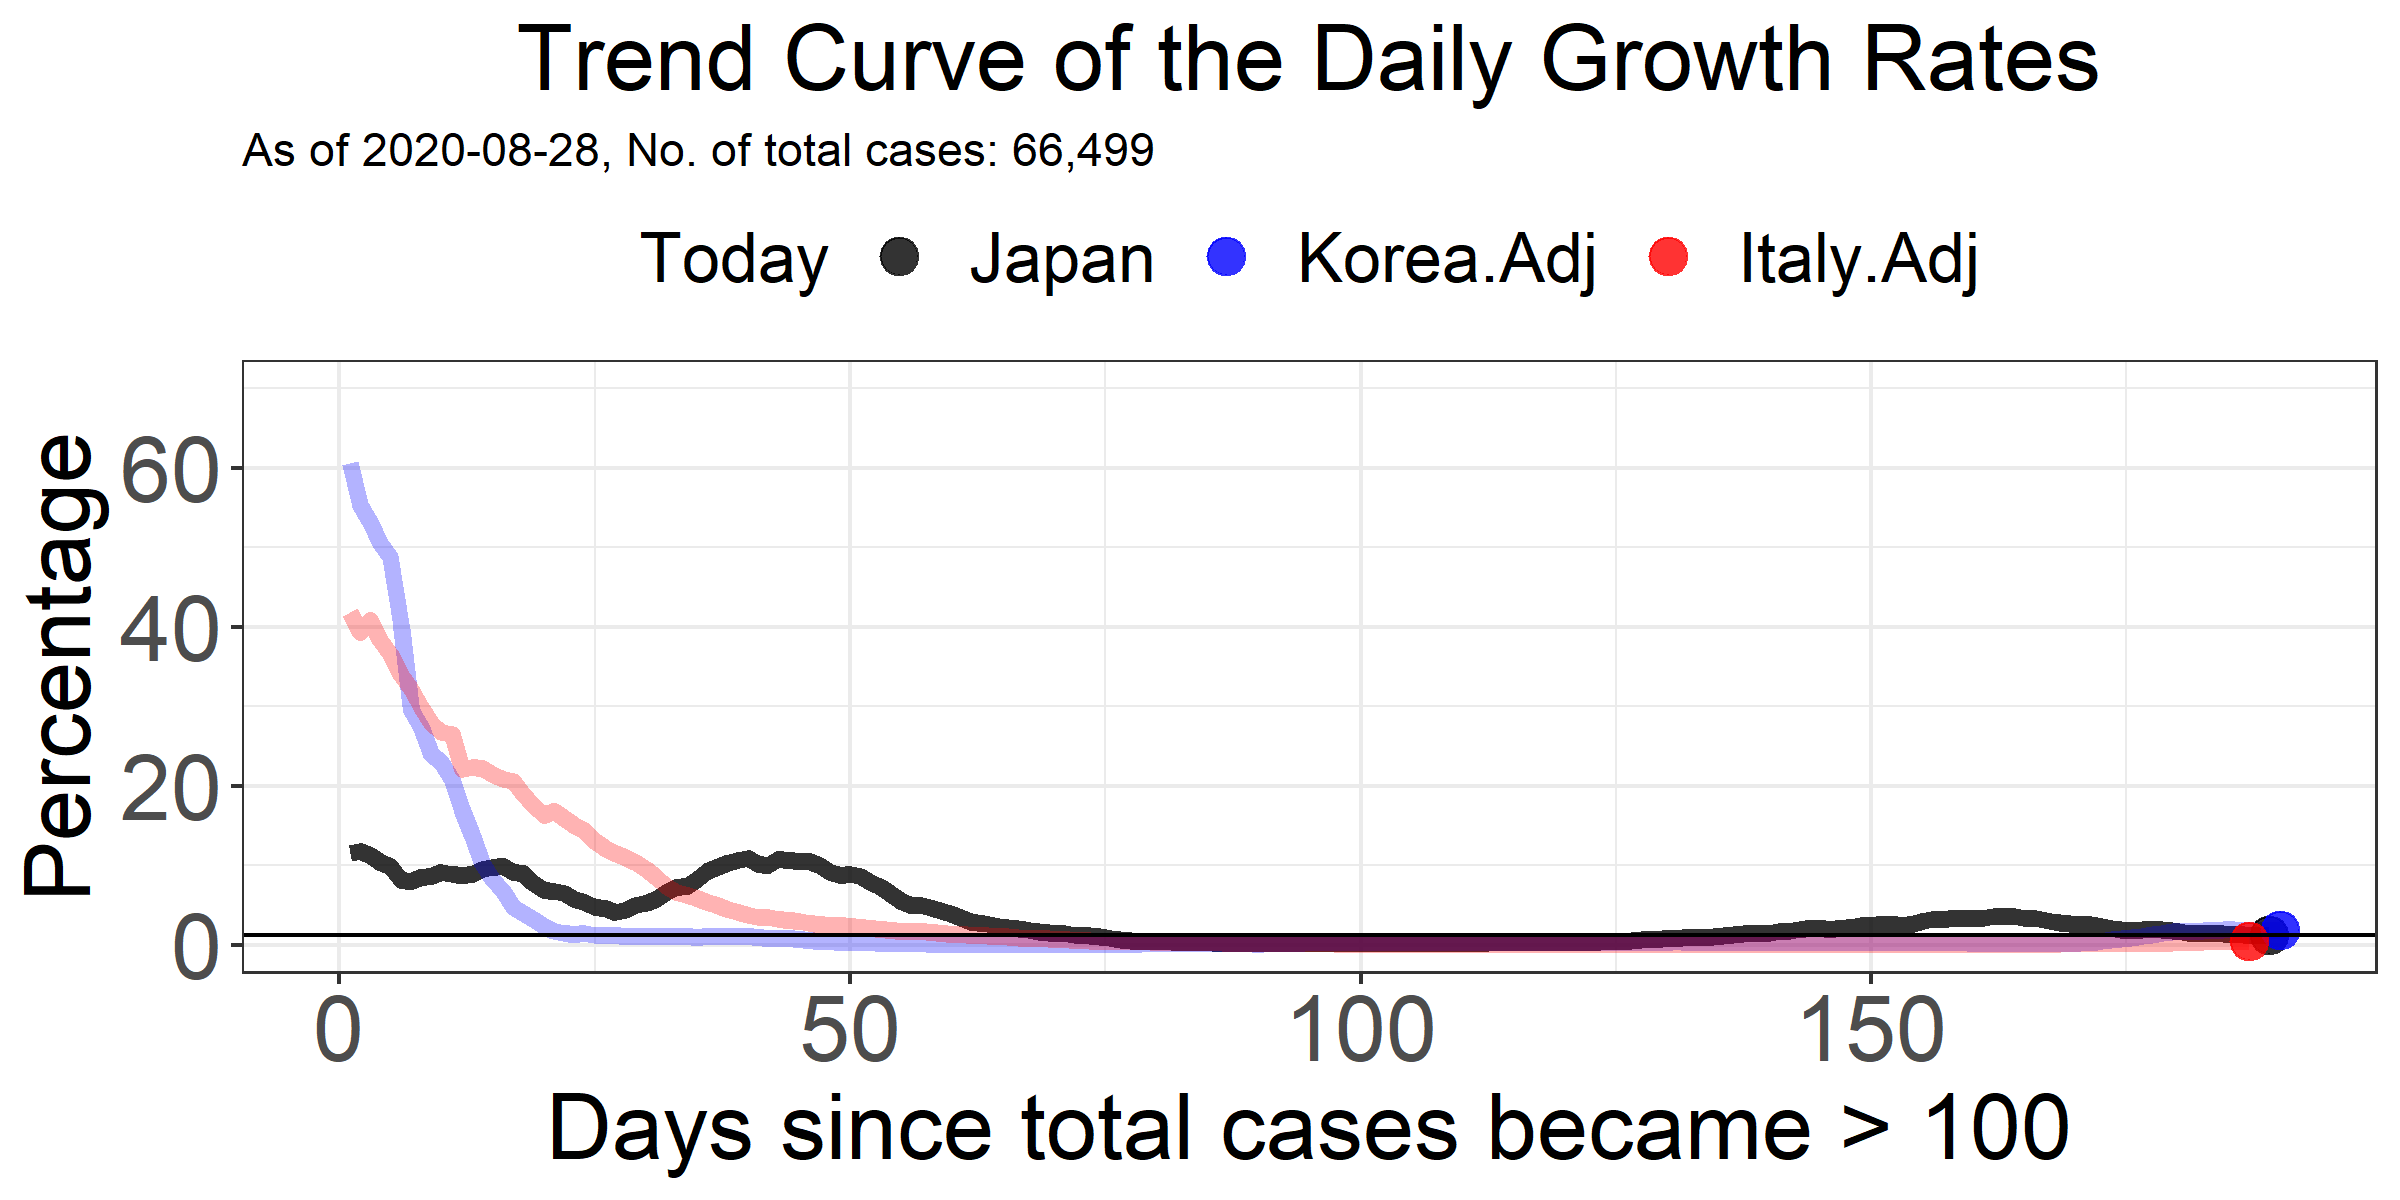 Trend Curve of the Daily Growth Rates
As of 2020-08-28, No. of total cases: 66,499
Today Japan Korea.Adj Italy.Adj
Percentage
60
40
20
0
0 50 100 150
Days since total cases became > 100